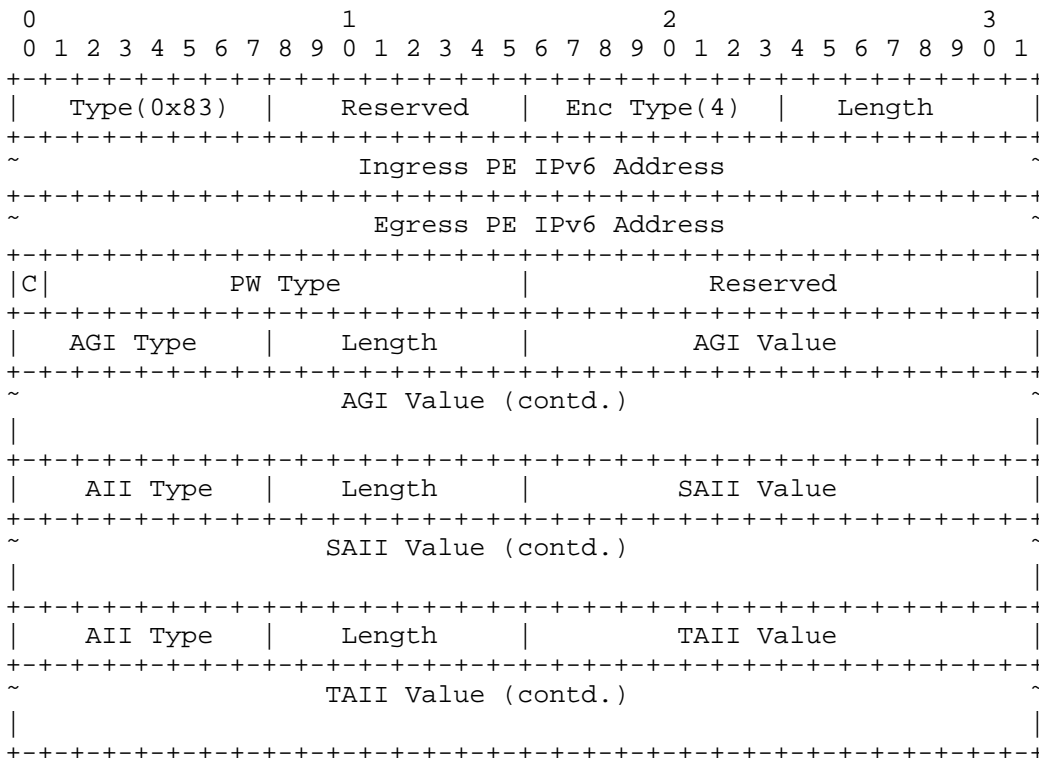 0                   1                   2                   3
 0 1 2 3 4 5 6 7 8 9 0 1 2 3 4 5 6 7 8 9 0 1 2 3 4 5 6 7 8 9 0 1
+-+-+-+-+-+-+-+-+-+-+-+-+-+-+-+-+-+-+-+-+-+-+-+-+-+-+-+-+-+-+-+-+
|   Type(0x83)  |    Reserved   |  Enc Type(4)  |   Length      |
+-+-+-+-+-+-+-+-+-+-+-+-+-+-+-+-+-+-+-+-+-+-+-+-+-+-+-+-+-+-+-+-+
~                     Ingress PE IPv6 Address                   ~
+-+-+-+-+-+-+-+-+-+-+-+-+-+-+-+-+-+-+-+-+-+-+-+-+-+-+-+-+-+-+-+-+
~                      Egress PE IPv6 Address                   ~
+-+-+-+-+-+-+-+-+-+-+-+-+-+-+-+-+-+-+-+-+-+-+-+-+-+-+-+-+-+-+-+-+
|C|           PW Type           |           Reserved            |
+-+-+-+-+-+-+-+-+-+-+-+-+-+-+-+-+-+-+-+-+-+-+-+-+-+-+-+-+-+-+-+-+
|   AGI Type    |    Length     |          AGI Value            |
+-+-+-+-+-+-+-+-+-+-+-+-+-+-+-+-+-+-+-+-+-+-+-+-+-+-+-+-+-+-+-+-+
~                    AGI Value (contd.)                         ~
|                                                               |
+-+-+-+-+-+-+-+-+-+-+-+-+-+-+-+-+-+-+-+-+-+-+-+-+-+-+-+-+-+-+-+-+
|    AII Type   |    Length     |         SAII Value            |
+-+-+-+-+-+-+-+-+-+-+-+-+-+-+-+-+-+-+-+-+-+-+-+-+-+-+-+-+-+-+-+-+
~                   SAII Value (contd.)                         ~
|                                                               |
+-+-+-+-+-+-+-+-+-+-+-+-+-+-+-+-+-+-+-+-+-+-+-+-+-+-+-+-+-+-+-+-+
|    AII Type   |    Length     |         TAII Value            |
+-+-+-+-+-+-+-+-+-+-+-+-+-+-+-+-+-+-+-+-+-+-+-+-+-+-+-+-+-+-+-+-+
~                   TAII Value (contd.)                         ~
|                                                               |
+-+-+-+-+-+-+-+-+-+-+-+-+-+-+-+-+-+-+-+-+-+-+-+-+-+-+-+-+-+-+-+-+